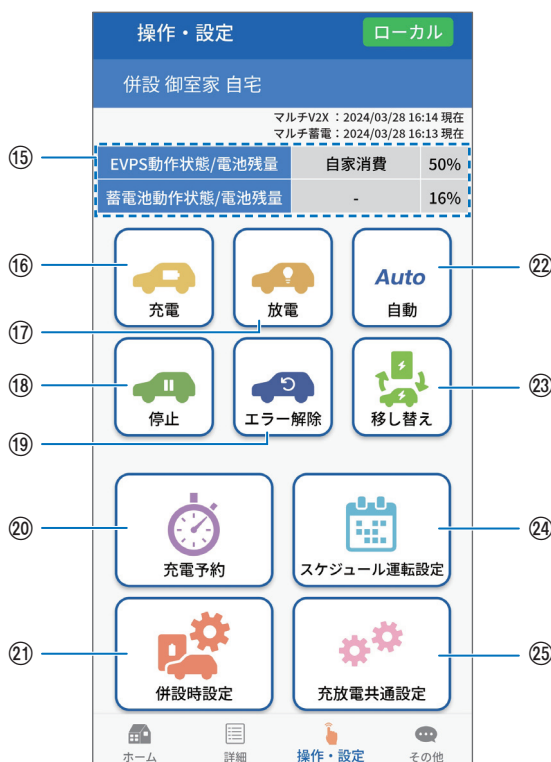 操作・設定 ローカル
併設 御室家 自宅
マルチV2X ：2024/03/28 16:14 現在
マルチ蓄電：2024/03/28 16:13 現在
⑮ EVPS動作状態/電池残量 自家消費 50%
蓄電池動作状態/電池残量 - 16%
⑯ 充電
⑰ 放電
㉒ Auto
自動
⑱ 停止
⑲ エラー解除
㉓ 移し替え
⑳ 充電予約
㉔ スケジュール運転設定
㉑ 併設時設定
㉕ 充放電共通設定
ホーム 詳細 操作・設定 その他